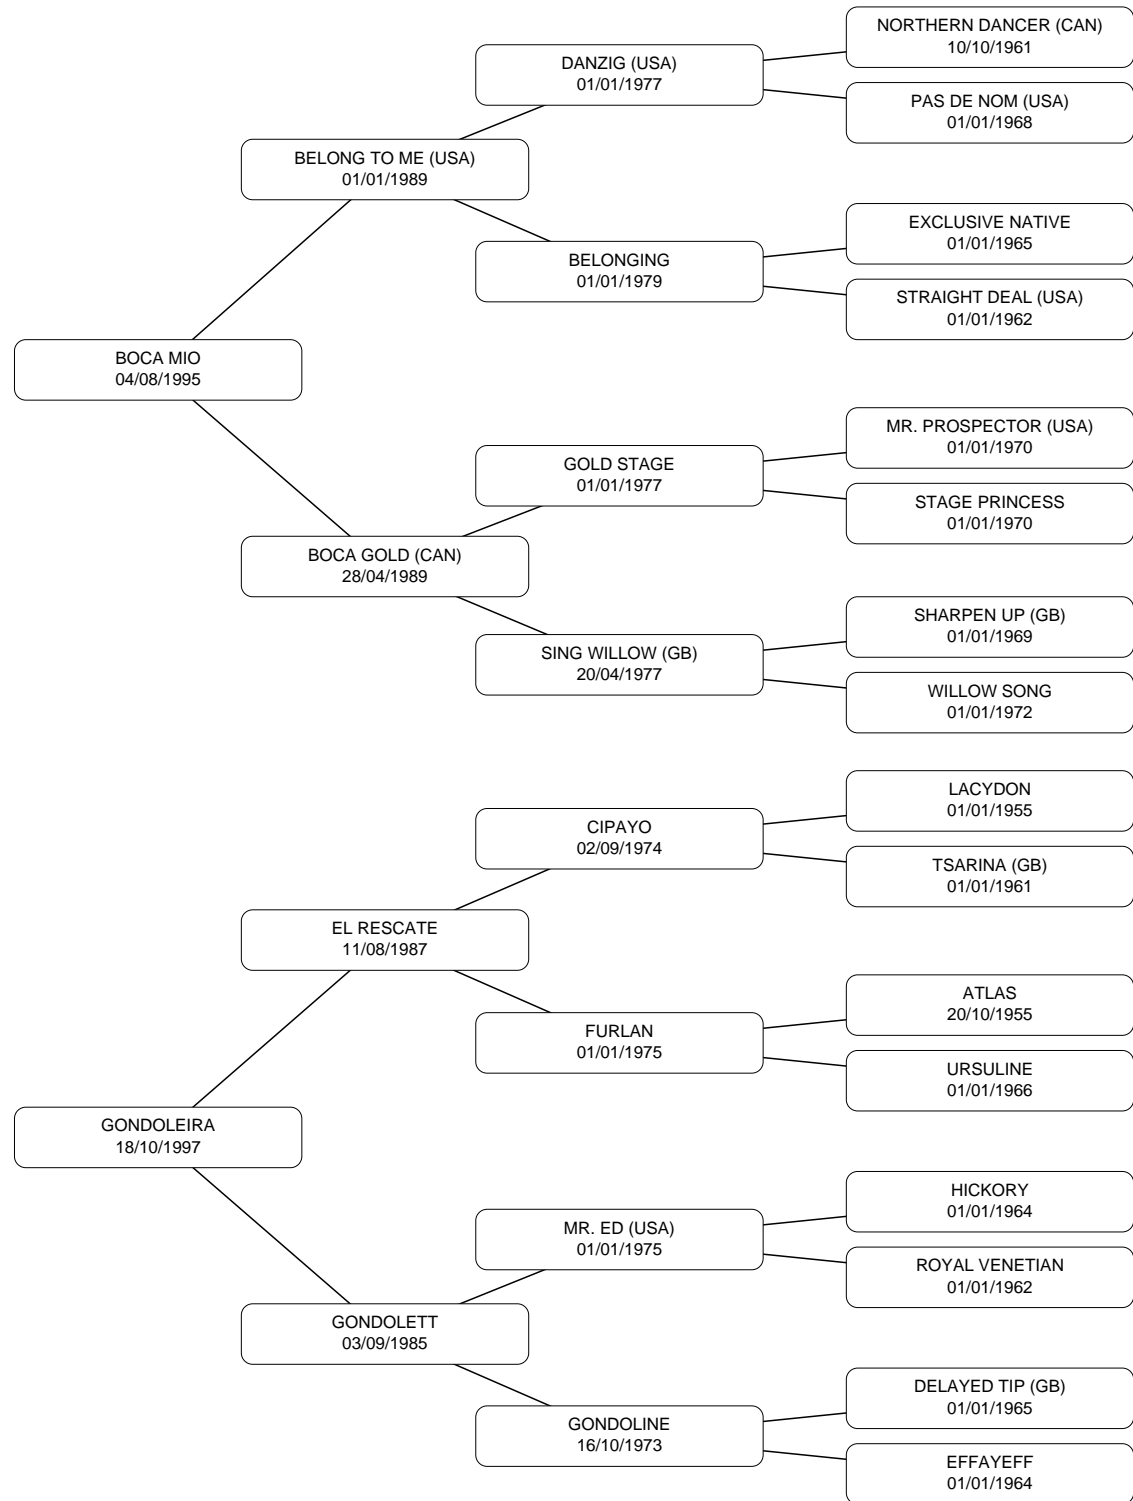 NORTHERN DANCER (CAN)
10/10/1961
DANZIG (USA)
01/01/1977
PAS DE NOM (USA)
01/01/1968
BELONG TO ME (USA)
01/01/1989
EXCLUSIVE NATIVE
01/01/1965
BELONGING
01/01/1979
STRAIGHT DEAL (USA)
01/01/1962
BOCA MIO
04/08/1995
MR. PROSPECTOR (USA)
01/01/1970
GOLD STAGE
01/01/1977
STAGE PRINCESS
01/01/1970
BOCA GOLD (CAN)
28/04/1989
SHARPEN UP (GB)
01/01/1969
SING WILLOW (GB)
20/04/1977
WILLOW SONG
01/01/1972
LACYDON
01/01/1955
CIPAYO
02/09/1974
TSARINA (GB)
01/01/1961
EL RESCATE
11/08/1987
ATLAS
20/10/1955
FURLAN
01/01/1975
URSULINE
01/01/1966
GONDOLEIRA
18/10/1997
HICKORY
01/01/1964
MR. ED (USA)
01/01/1975
ROYAL VENETIAN
01/01/1962
GONDOLETT
03/09/1985
DELAYED TIP (GB)
01/01/1965
GONDOLINE
16/10/1973
EFFAYEFF
01/01/1964